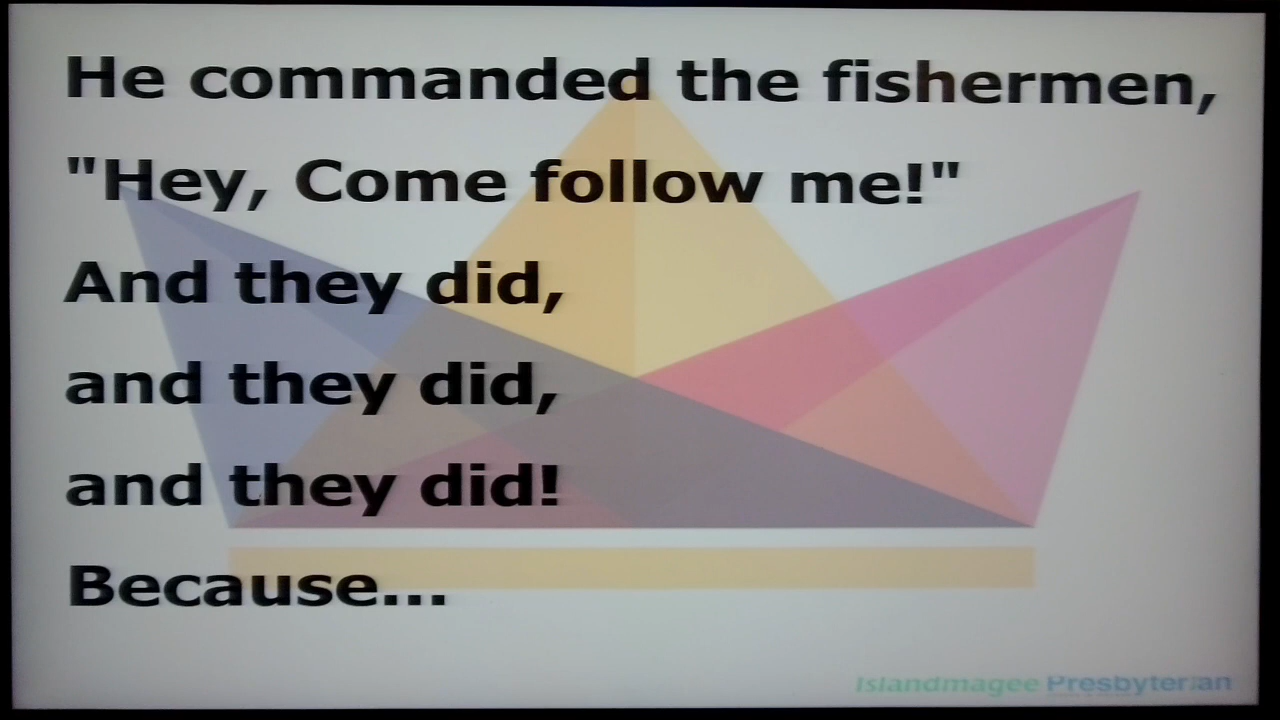 He commanded the fishermen,
"Hey, Come follow me!"
And they did,
and they did,
and they did!
Because...
Islandmagee Presbyterian